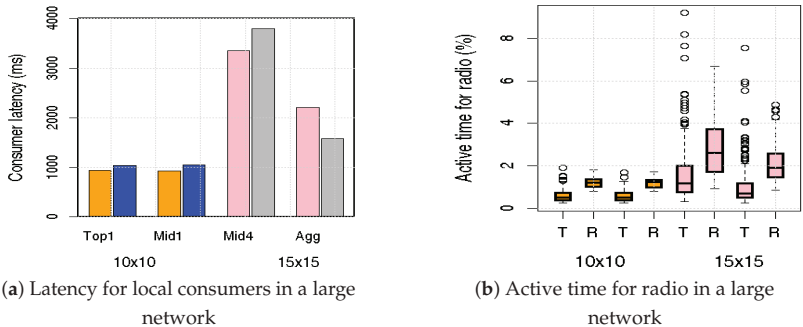 Consumer latency (ms)
0 1000 2000 3000 4000
Top1 Mid1 Mid4 Agg
10x10 15x15
(a) Latency for local consumers in a large
network
Active time for radio (%)
0 2 4 6 8
T R T R T R T R
10x10 15x15
(b) Active time for radio in a large
network